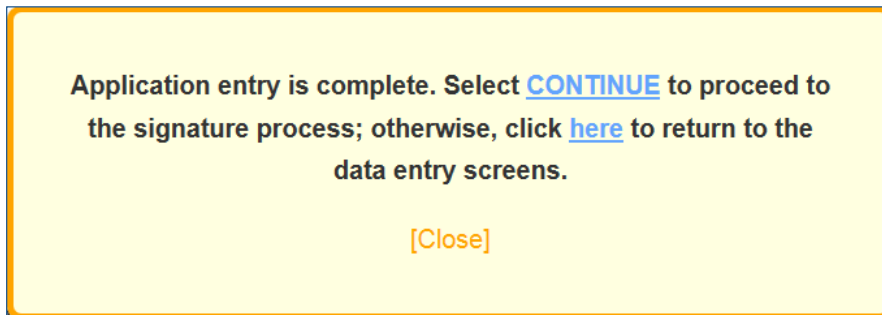 Application entry is complete. Select CONTINUE to proceed to
the signature process; otherwise, click here to return to the
data entry screens.
[Close]